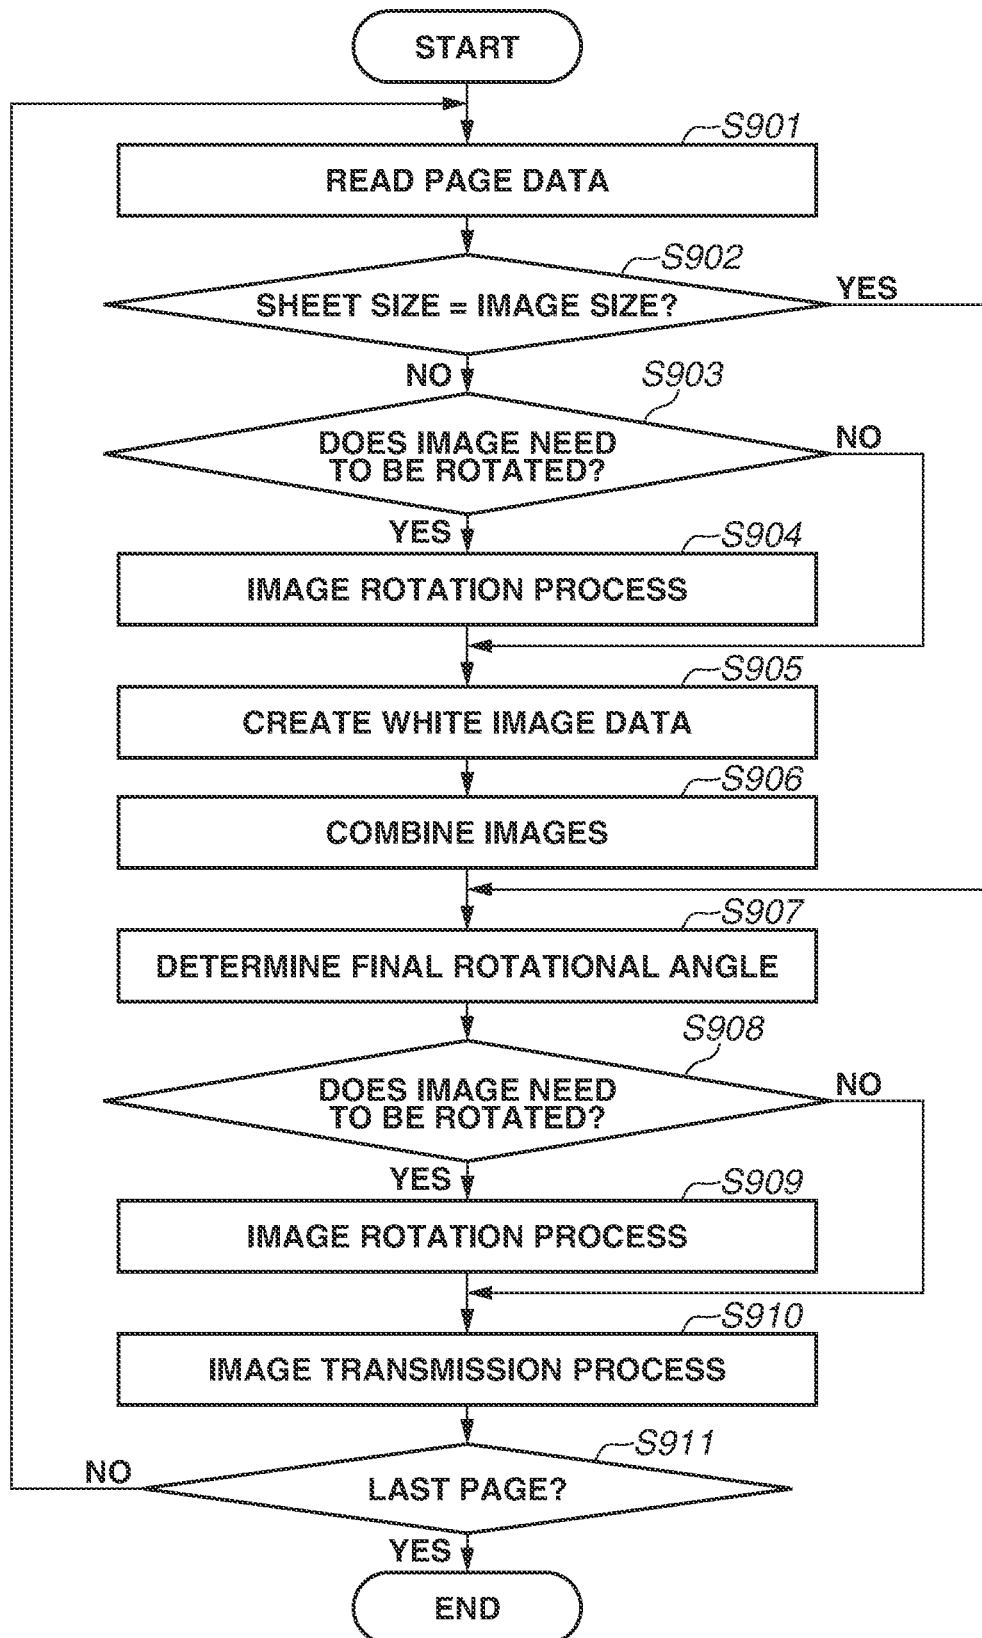 START
S901
READ PAGE DATA
S902
SHEET SIZE = IMAGE SIZE?
YES
NO
S903
DOES IMAGE NEED
TO BE ROTATED?
NO
YES
S904
IMAGE ROTATION PROCESS
S905
CREATE WHITE IMAGE DATA
S906
COMBINE IMAGES
S907
DETERMINE FINAL ROTATIONAL ANGLE
S908
DOES IMAGE NEED
TO BE ROTATED?
NO
YES
S909
IMAGE ROTATION PROCESS
S910
IMAGE TRANSMISSION PROCESS
S911
LAST PAGE?
NO
YES
END